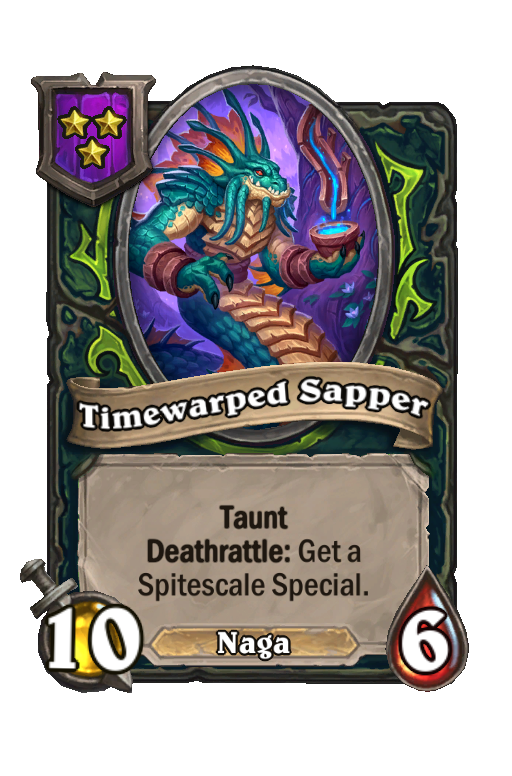 Timewarped Sapper
Taunt
Deathrattle: Get a
Spitescale Special.
10
Naga
6